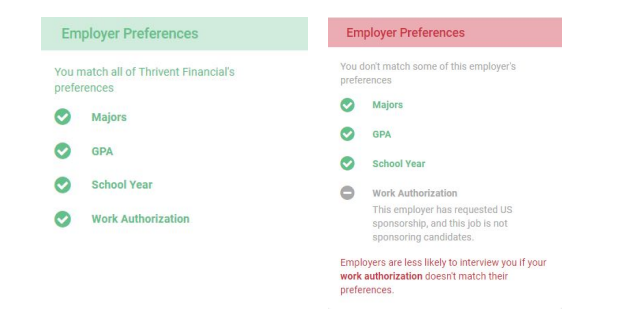 Employer Preferences
You match all of Thrivent Financial's
preferences
Majors
GPA
School Year
Work Authorization
Employer Preferences
You don't match some of this employer's
preferences
Majors
GPA
School Year
Work Authorization
This employer has requested US
sponsorship, and this job is not
sponsoring candidates.
Employers are less likely to interview you if your
work authorization doesn't match their
preferences.